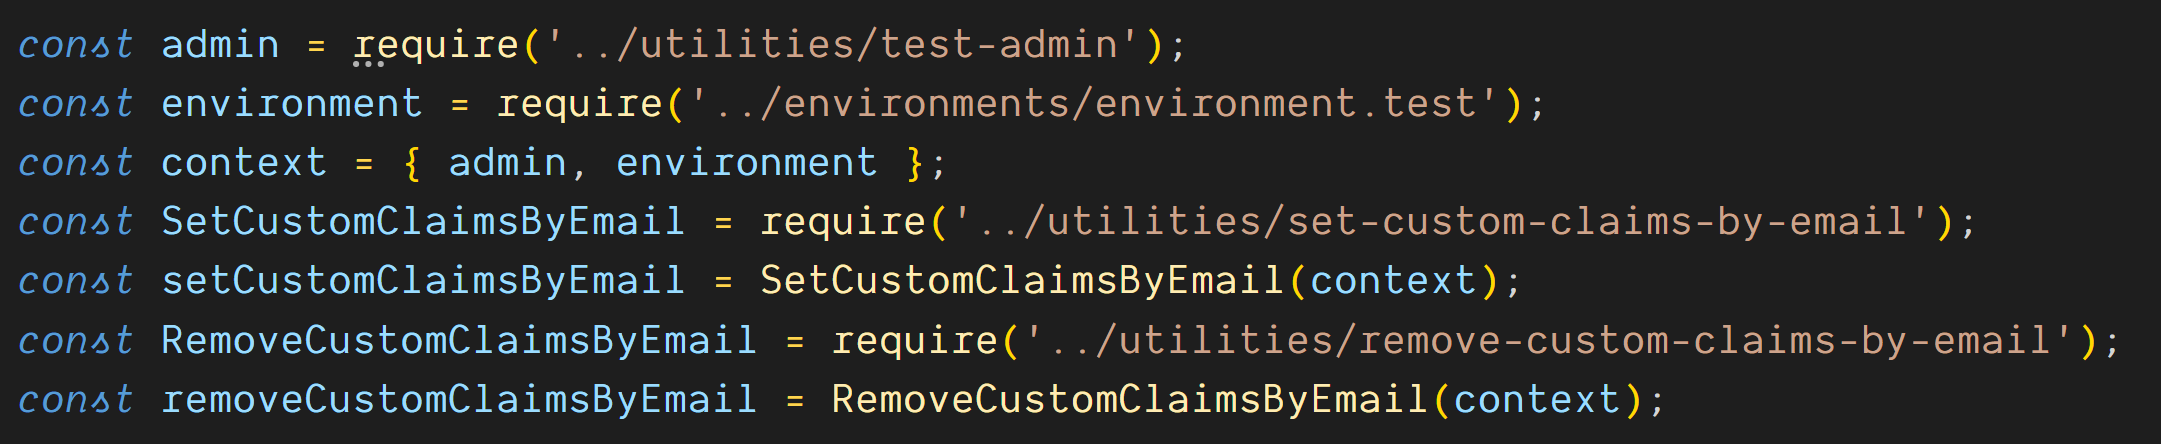 const admin = require('../utilities/test-admin');
const environment = require('../environments/environment.test');
const context = { admin, environment };
const SetCustomClaimsByEmail = require('../utilities/set-custom-claims-by-email');
const setCustomClaimsByEmail = SetCustomClaimsByEmail(context);
const RemoveCustomClaimsByEmail = require('../utilities/remove-custom-claims-by-email');
const removeCustomClaimsByEmail = RemoveCustomClaimsByEmail(context);